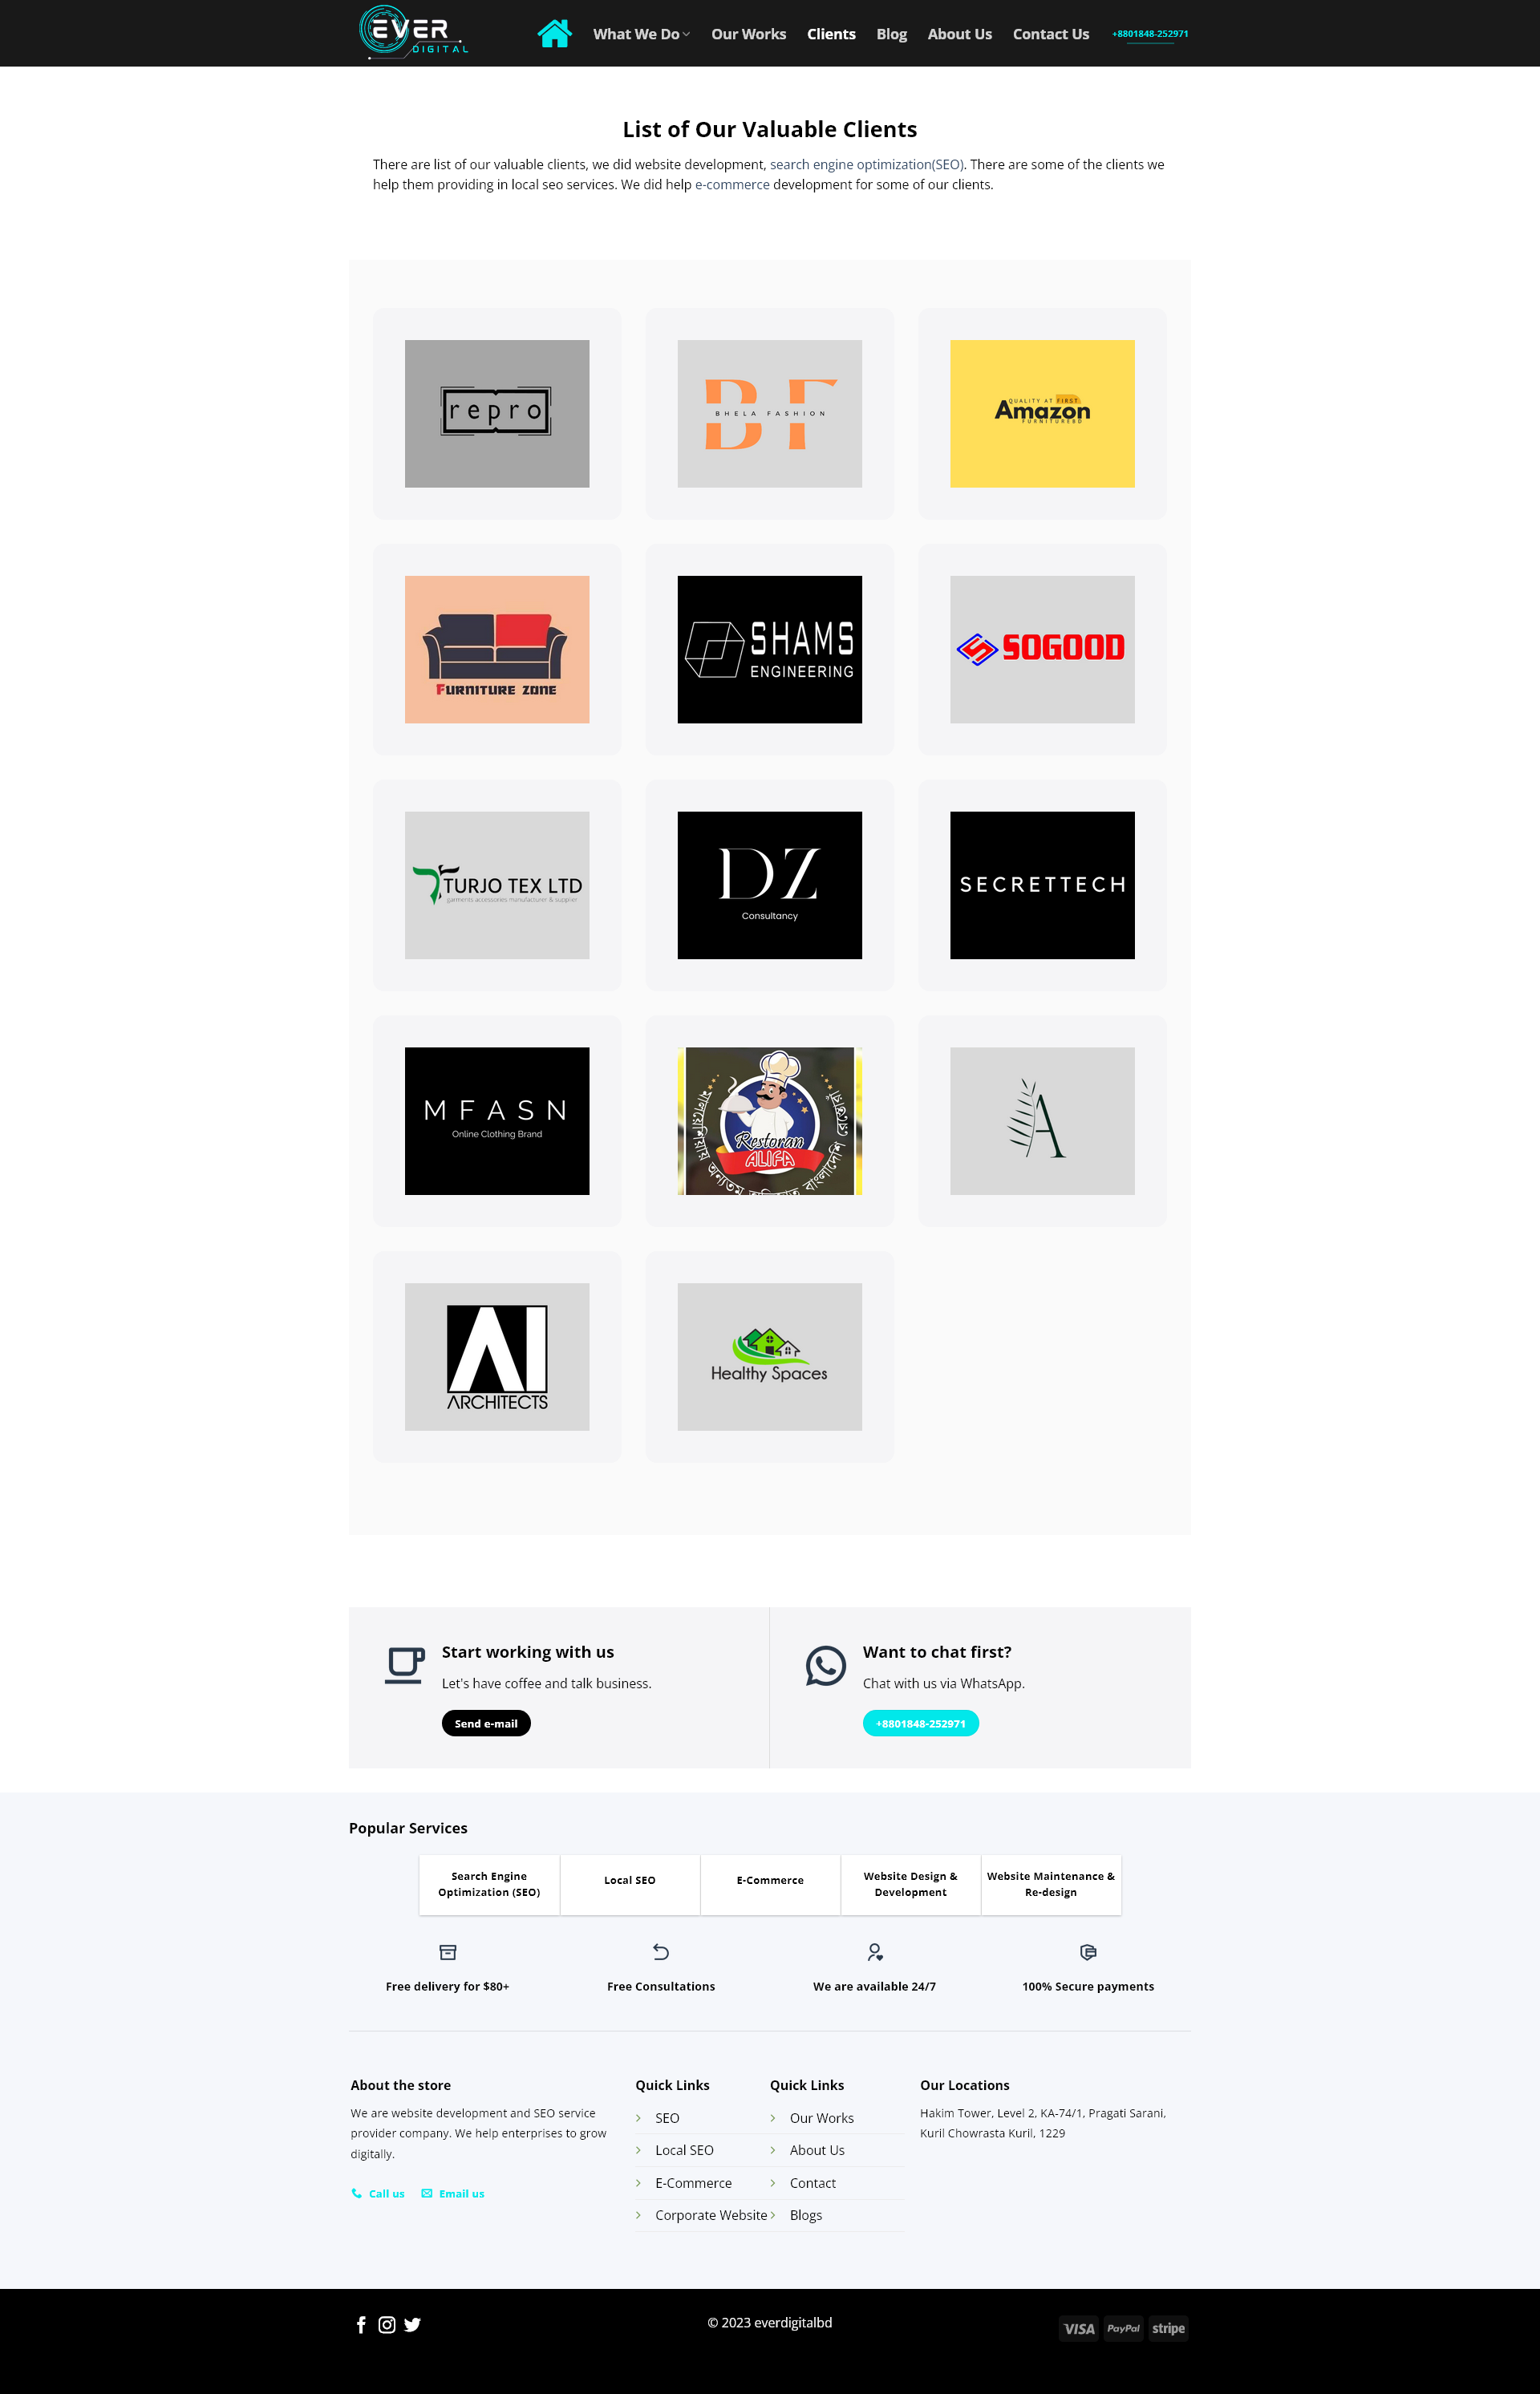 EVER
DIGITAL
What We Do
Our Works
Clients
Blog
About Us
Contact Us
+8801848-252971
List of Our Valuable Clients
There are list of our valuable clients, we did website development, search engine optimization(SEO). There are some of the clients we
help them providing in local seo services. We did help e-commerce development for some of our clients.
repro
BF
BHELA FASHION
QUALITY AT FIRST
Amazon
FURNITUREBD
FURNITURE ZONE
SHAMS
ENGINEERING
SOGOOD
TURJO TEX LTD
garments accessories manufacturer & supplier
DZ
Consultancy
SECRETTECH
MFASN
Online Clothing Brand
Restoran
ALIFA
A
AI
ARCHITECTS
Healthy Spaces
Start working with us
Let's have coffee and talk business.
Send e-mail
Want to chat first?
Chat with us via WhatsApp.
+8801848-252971
Popular Services
Search Engine
Optimization (SEO)
Local SEO
E-Commerce
Website Design &
Development
Website Maintenance &
Re-design
Free delivery for $80+
Free Consultations
We are available 24/7
100% Secure payments
About the store
We are website development and SEO service
provider company. We help enterprises to grow
digitally.
Call us
Email us
Quick Links
SEO
Local SEO
E-Commerce
Corporate Website
Quick Links
Our Works
About Us
Contact
Blogs
Our Locations
Hakim Tower, Level 2, KA-74/1, Pragati Sarani,
Kuril Chowrasta Kuril, 1229
© 2023 everdigitalbd
VISA
PayPal
stripe